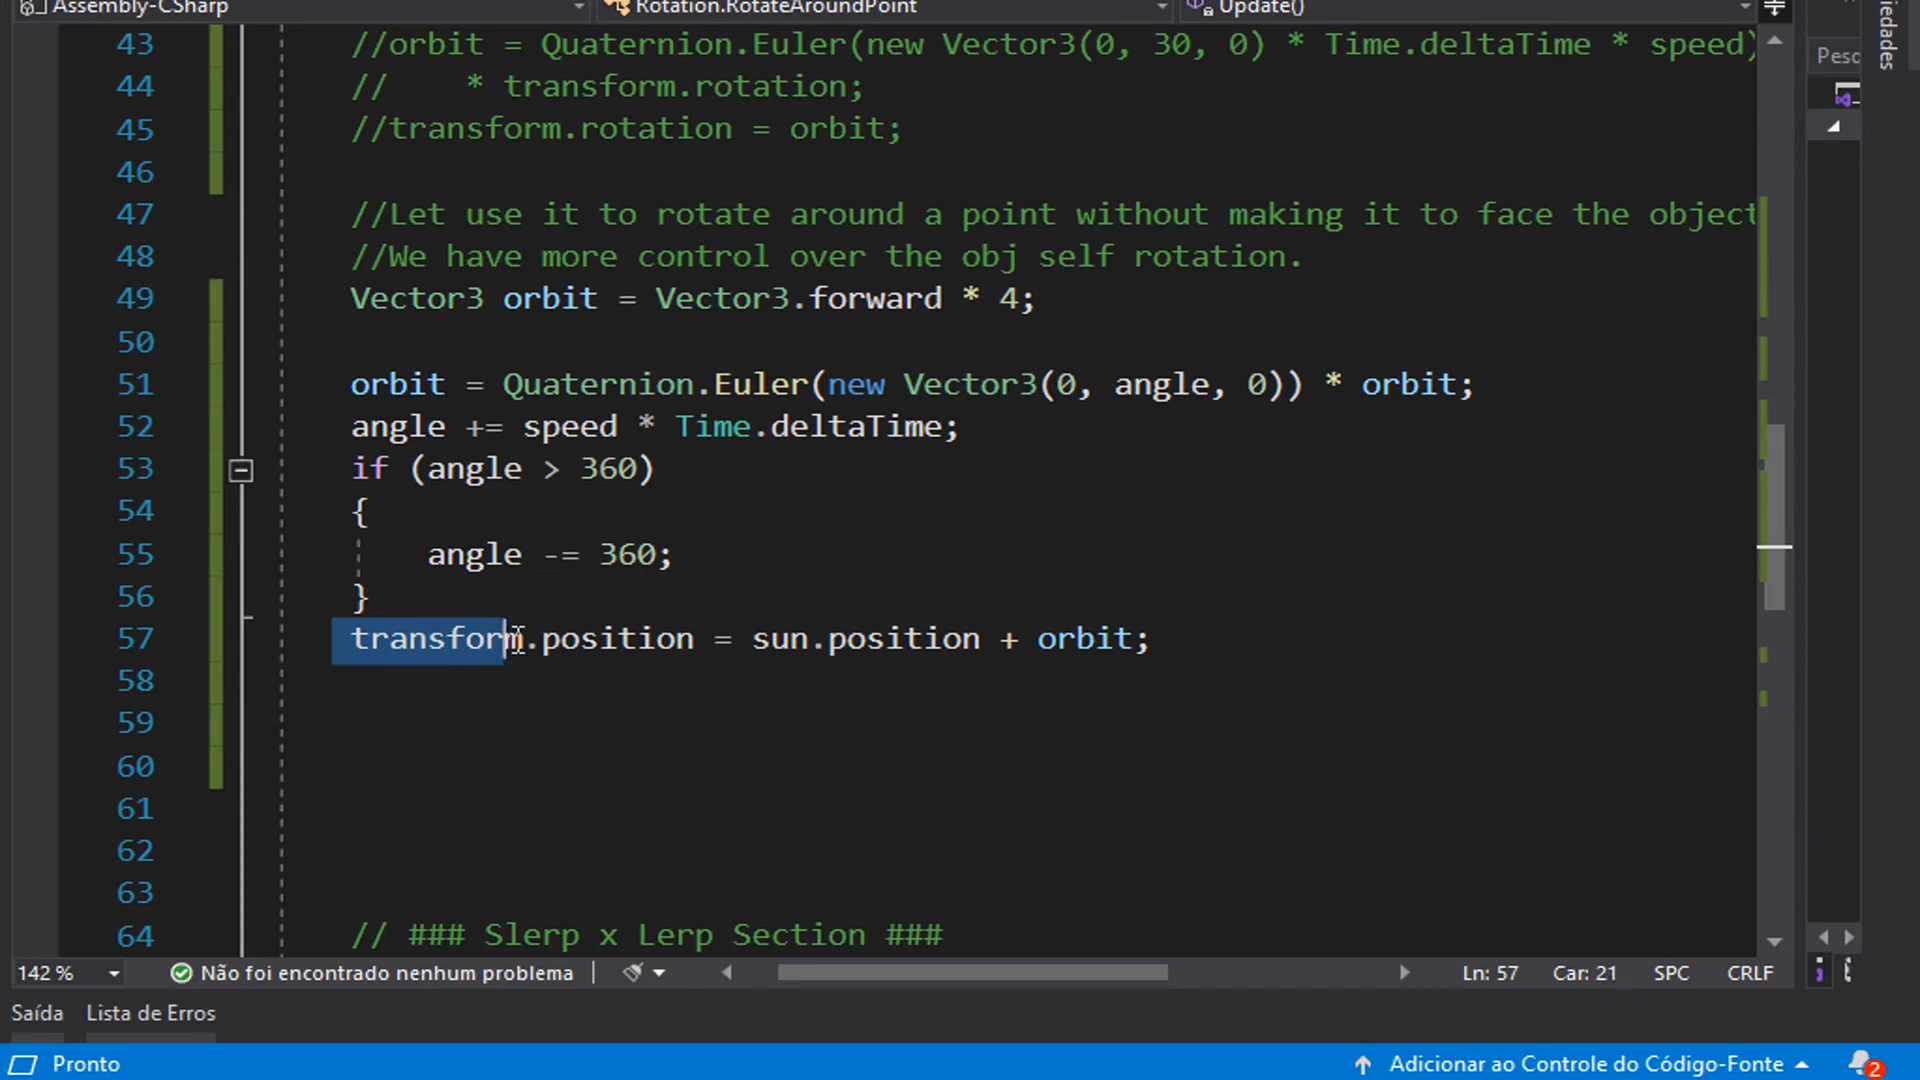 Assembly-CSharp
Rotation.RotateAroundPoint
Update()
43 //orbit = Quaternion.Euler(new Vector3(0, 30, 0) * Time.deltaTime * speed)
44 //    * transform.rotation;
45 //transform.rotation = orbit;
46
47 //Let use it to rotate around a point without making it to face the object
48 //We have more control over the obj self rotation.
49 Vector3 orbit = Vector3.forward * 4;
50
51 orbit = Quaternion.Euler(new Vector3(0, angle, 0)) * orbit;
52 angle += speed * Time.deltaTime;
53 if (angle > 360)
54 {
55     angle -= 360;
56 }
57 transform.position = sun.position + orbit;
58
59
60
61
62
63
64 // ### Slerp x Lerp Section ###
142 %
Não foi encontrado nenhum problema
Ln: 57
Car: 21
SPC
CRLF
Saída
Lista de Erros
Pronto
Adicionar ao Controle do Código-Fonte
2
Pesq
iedades